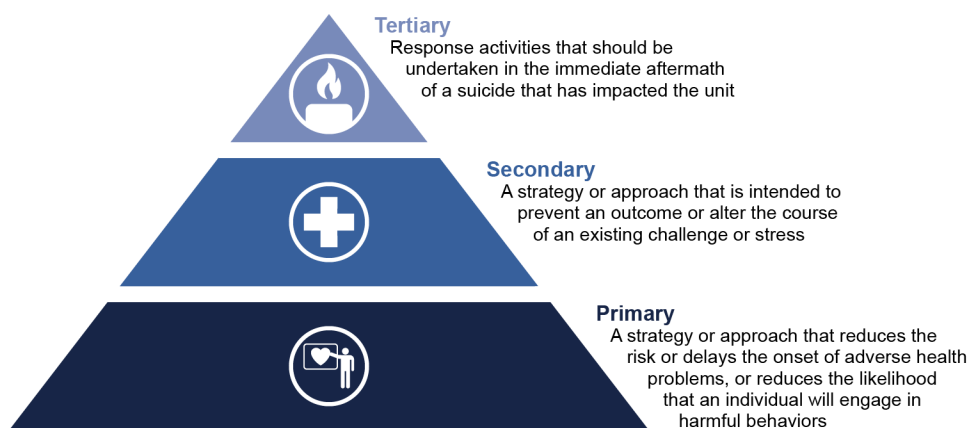 Tertiary
Response activities that should be
undertaken in the immediate aftermath
of a suicide that has impacted the unit
Secondary
A strategy or approach that is intended to
prevent an outcome or alter the course
of an existing challenge or stress
Primary
A strategy or approach that reduces the
risk or delays the onset of adverse health
problems, or reduces the likelihood
that an individual will engage in
harmful behaviors